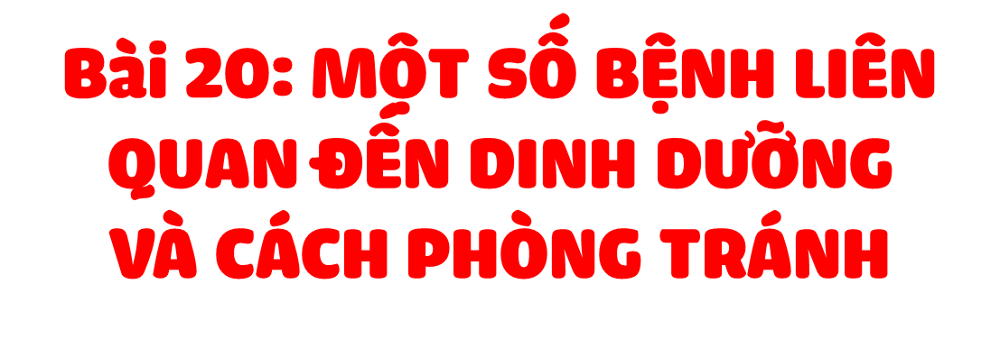 Bài 20: MỘT SỐ BỆNH LIÊN
QUAN ĐẾN DINH DƯỠNG
VÀ CÁCH PHÒNG TRÁNH